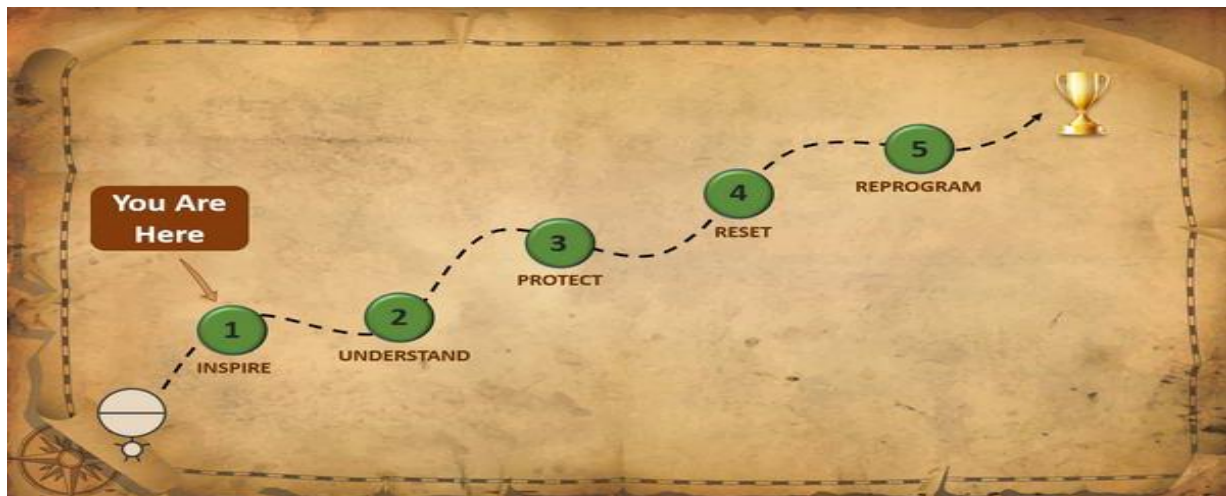 You Are
Here
1
INSPIRE
2
UNDERSTAND
3
PROTECT
4
RESET
5
REPROGRAM